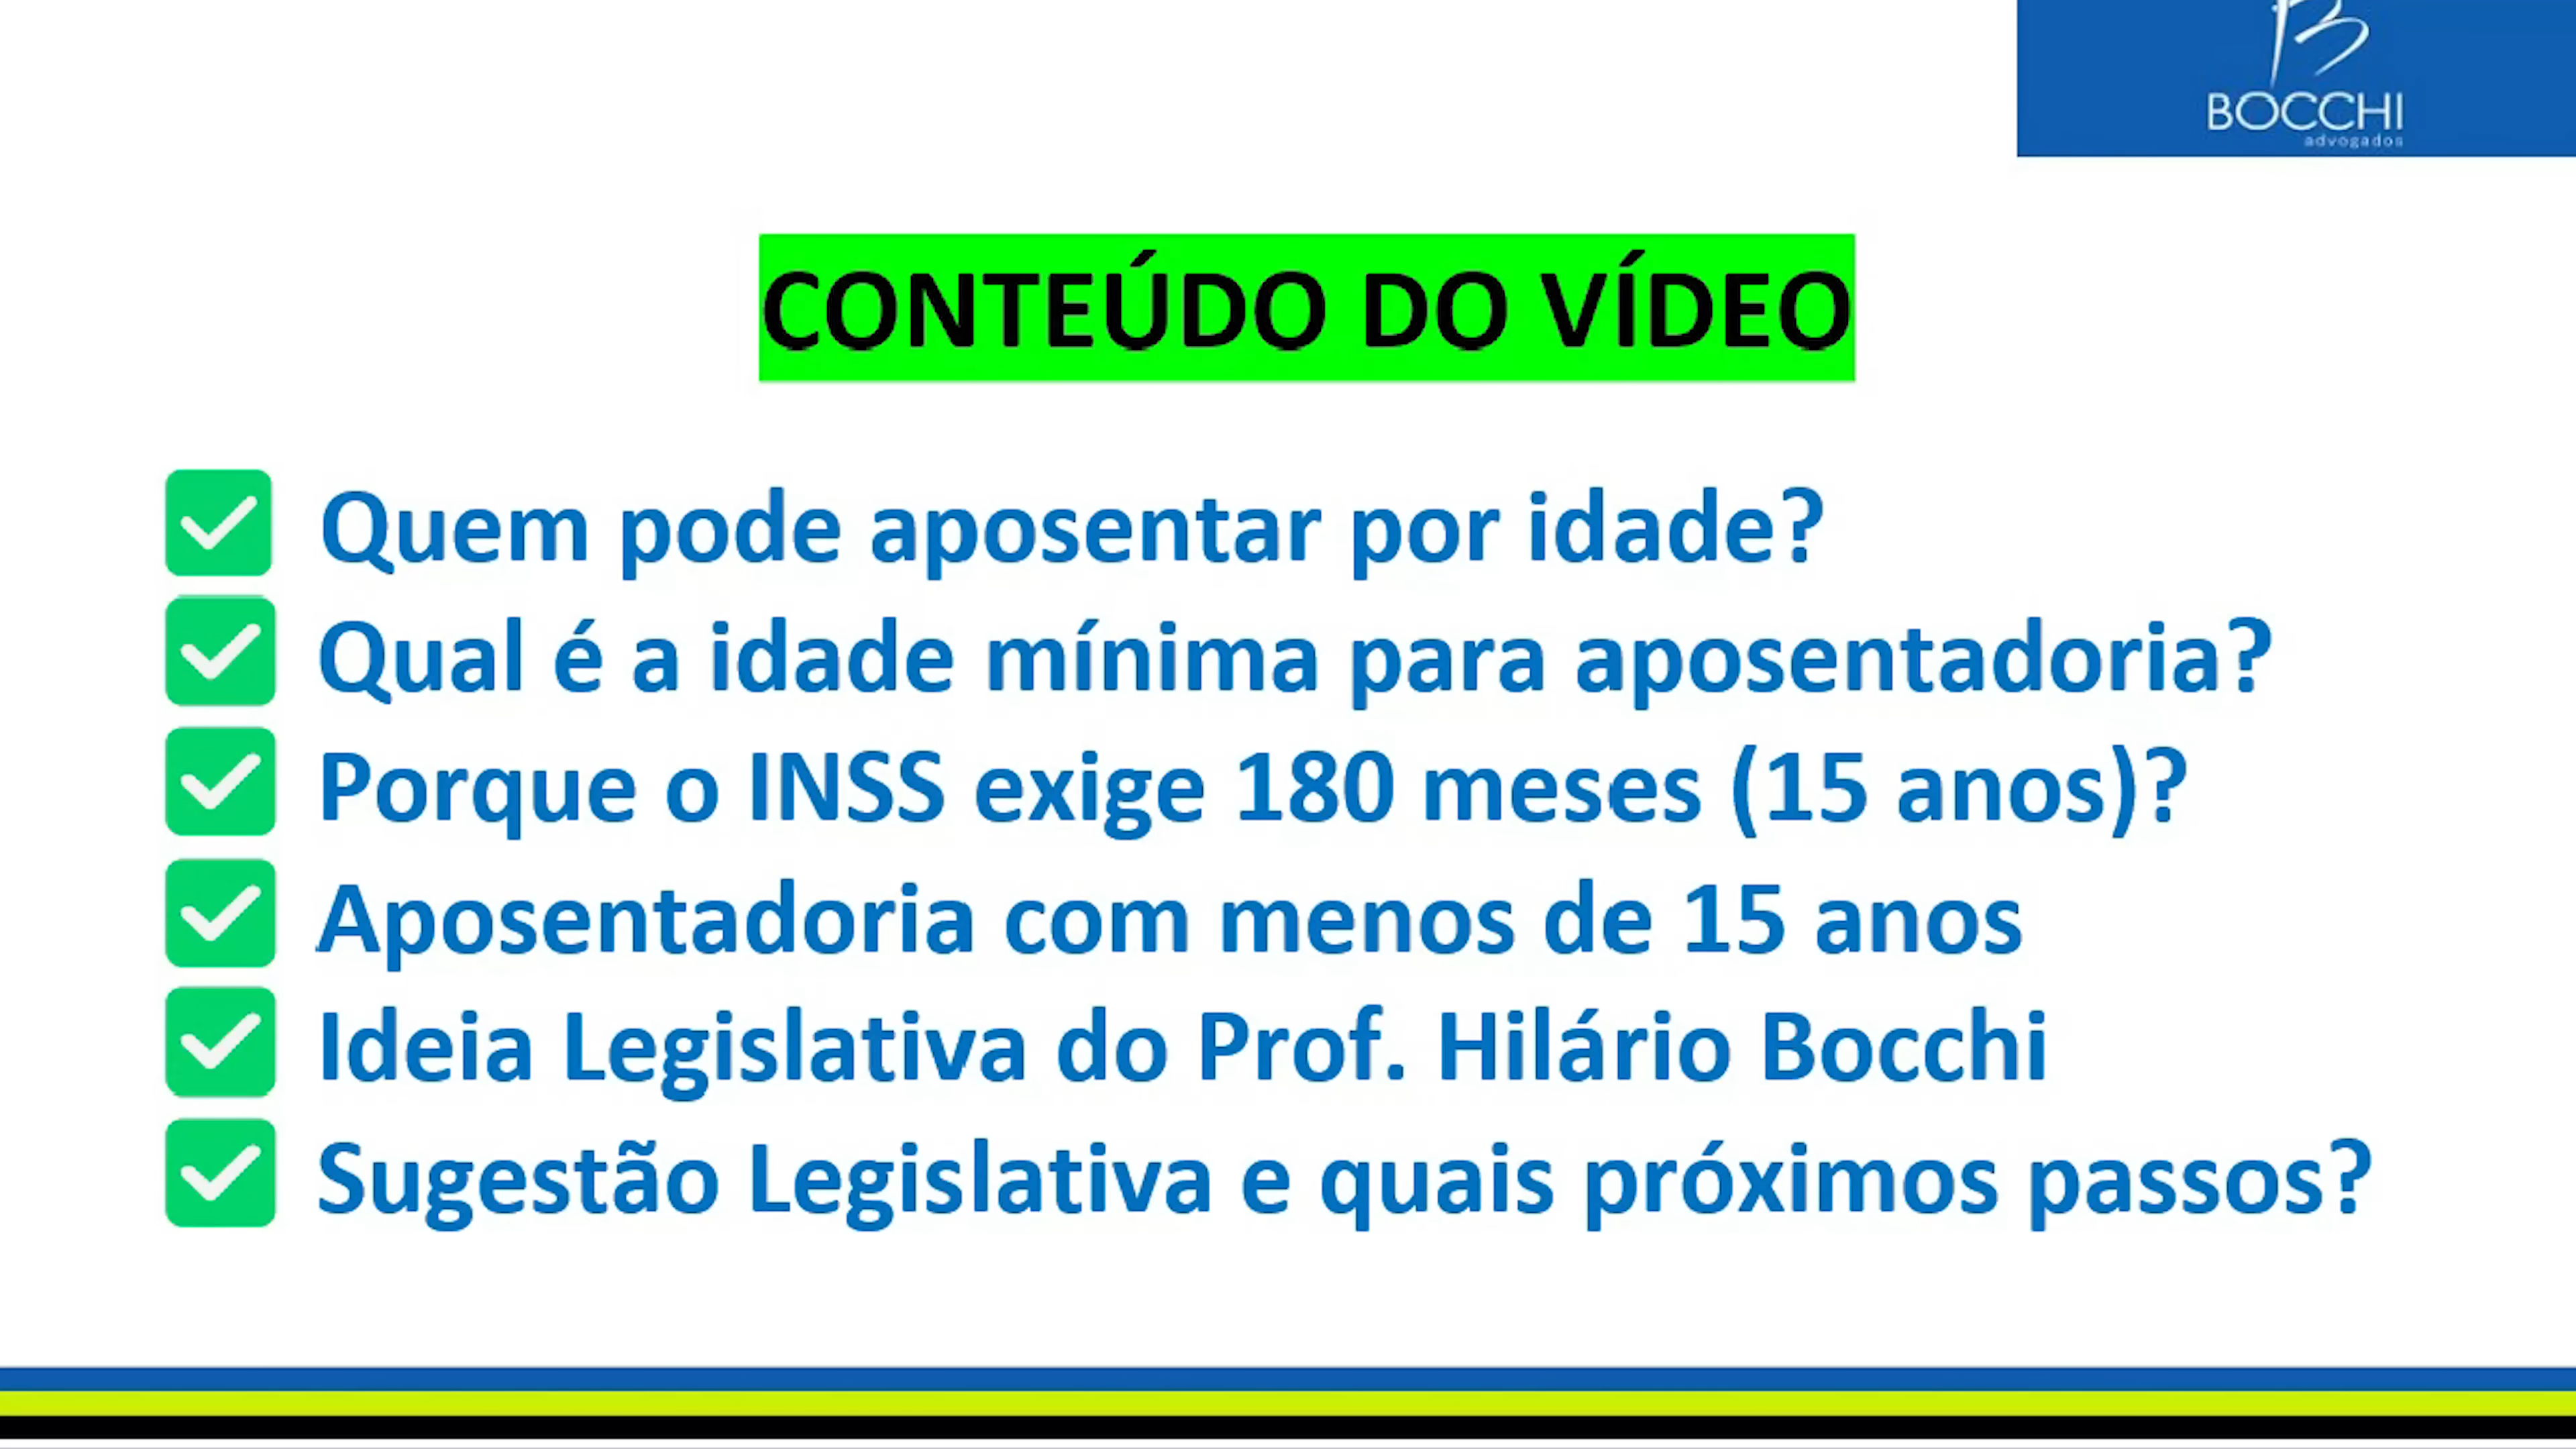 BOCCHI
advogados
CONTEÚDO DO VÍDEO
Quem pode aposentar por idade?
Qual é a idade mínima para aposentadoria?
Porque o INSS exige 180 meses (15 anos)?
Aposentadoria com menos de 15 anos
Ideia Legislativa do Prof. Hilário Bocchi
Sugestão Legislativa e quais próximos passos?